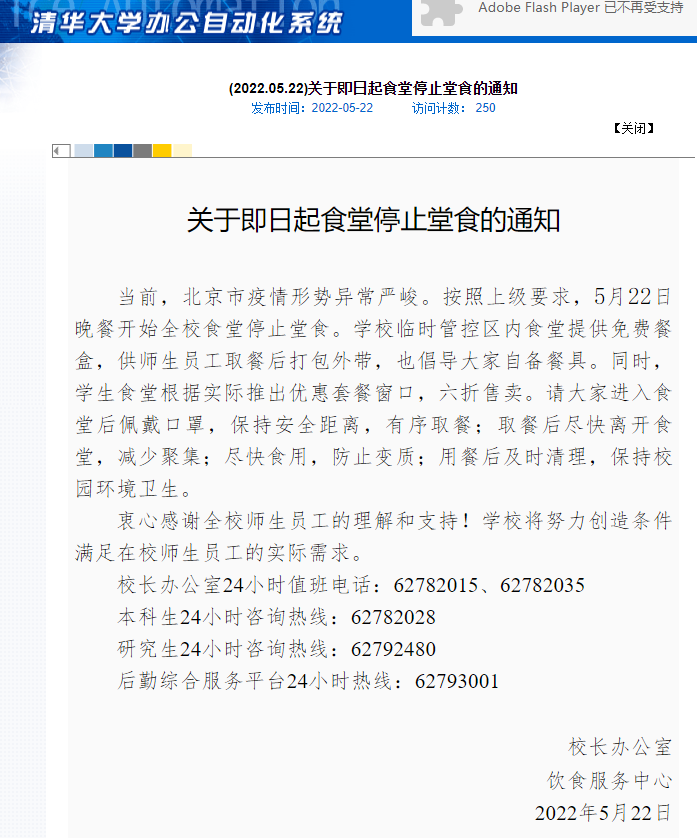 The Automation
清华大学办公自动化系统
Adobe Flash Player 已不再受支持
(2022.05.22)关于即日起食堂停止堂食的通知
发布时间：2022-05-22 访问计数： 250
【关闭】
关于即日起食堂停止堂食的通知
当前，北京市疫情形势异常严峻。按照上级要求，5月22日
晚餐开始全校食堂停止堂食。学校临时管控区内食堂提供免费餐
盒，供师生员工取餐后打包外带，也倡导大家自备餐具。同时，
学生食堂根据实际推出优惠套餐窗口，六折售卖。请大家进入食
堂后佩戴口罩，保持安全距离，有序取餐；取餐后尽快离开食
堂，减少聚集；尽快食用，防止变质；用餐后及时清理，保持校
园环境卫生。
衷心感谢全校师生员工的理解和支持！学校将努力创造条件
满足在校师生员工的实际需求。
校长办公室24小时值班电话：62782015、62782035
本科生24小时咨询热线：62782028
研究生24小时咨询热线：62792480
后勤综合服务平台24小时热线：62793001
校长办公室
饮食服务中心
2022年5月22日